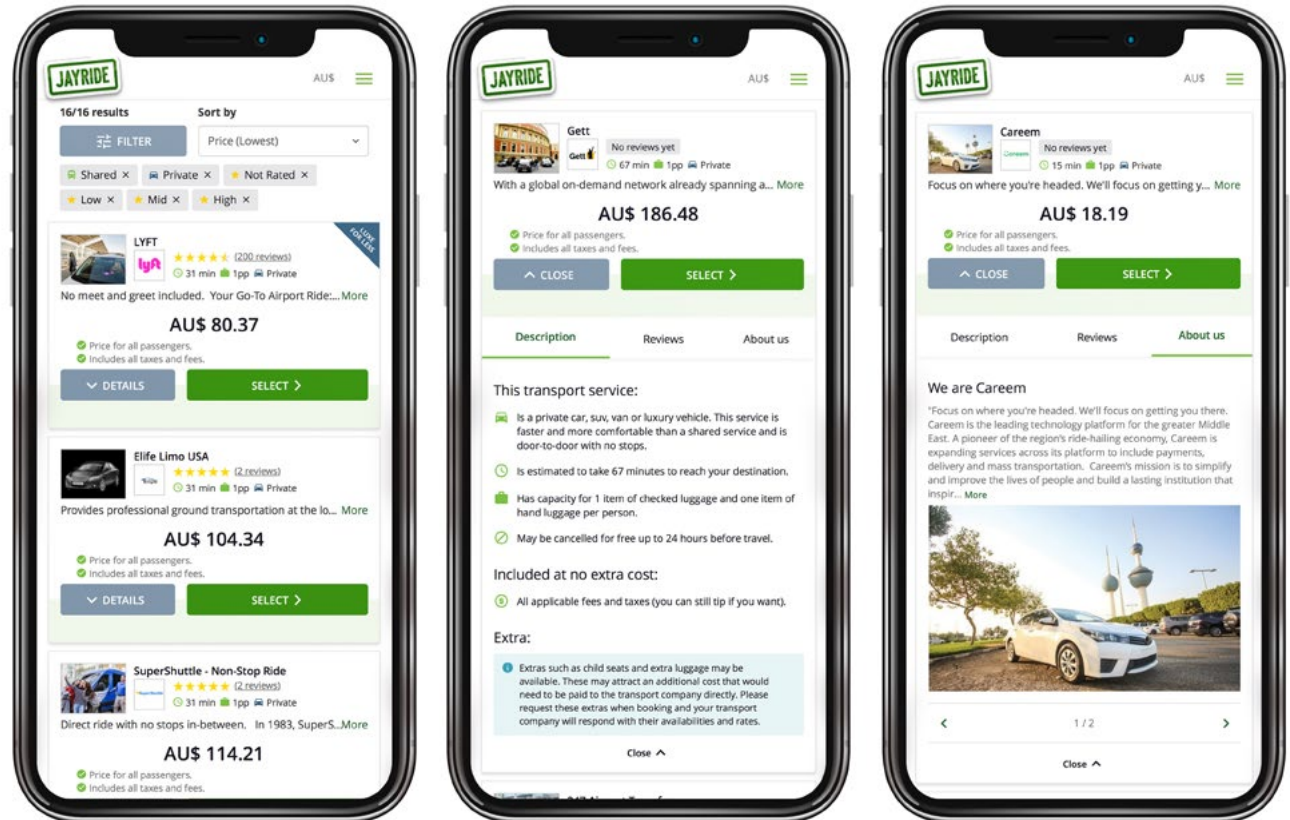 JAYRIDE
AU$
16/16 results
Sort by
FILTER
Price (Lowest)
Shared ×
Private ×
Not Rated ×
Low ×
Mid ×
High ×
LUXE FOR LESS
LYFT
lyft
(200 reviews)
31 min 1pp Private
No meet and greet included. Your Go-To Airport Ride:... More
AU$ 80.37
Price for all passengers.
Includes all taxes and fees.
DETAILS
SELECT
Elife Limo USA
(2 reviews)
31 min 1pp Private
Provides professional ground transportation at the lo... More
AU$ 104.34
Price for all passengers.
Includes all taxes and fees.
DETAILS
SELECT
SuperShuttle - Non-Stop Ride
(2 reviews)
31 min 1pp Private
Direct ride with no stops in-between. In 1983, SuperS...More
AU$ 114.21
Price for all passengers.
Includes all taxes and fees.
JAYRIDE
AU$
Gett
Gett
No reviews yet
67 min 1pp Private
With a global on-demand network already spanning a... More
AU$ 186.48
Price for all passengers.
Includes all taxes and fees.
CLOSE
SELECT
Description
Reviews
About us
This transport service:
Is a private car, suv, van or luxury vehicle. This service is
faster and more comfortable than a shared service and is
door-to-door with no stops.
Is estimated to take 67 minutes to reach your destination.
Has capacity for 1 item of checked luggage and one item of
hand luggage per person.
May be cancelled for free up to 24 hours before travel.
Included at no extra cost:
All applicable fees and taxes (you can still tip if you want).
Extra:
Extras such as child seats and extra luggage may be
available. These may attract an additional cost that would
need to be paid to the transport company directly. Please
request these extras when booking and your transport
company will respond with their availabilities and rates.
Close
JAYRIDE
AU$
Careem
Careem
No reviews yet
15 min 1pp Private
Focus on where you're headed. We'll focus on getting y... More
AU$ 18.19
Price for all passengers.
Includes all taxes and fees.
CLOSE
SELECT
Description
Reviews
About us
We are Careem
"Focus on where you're headed. We'll focus on getting you there.
Careem is the leading technology platform for the greater Middle
East. A pioneer of the region's ride-hailing economy, Careem is
expanding services across its platform to include payments,
delivery and mass transportation. Careem's mission is to simplify
and improve the lives of people and build a lasting institution that
inspir... More
1 / 2
Close